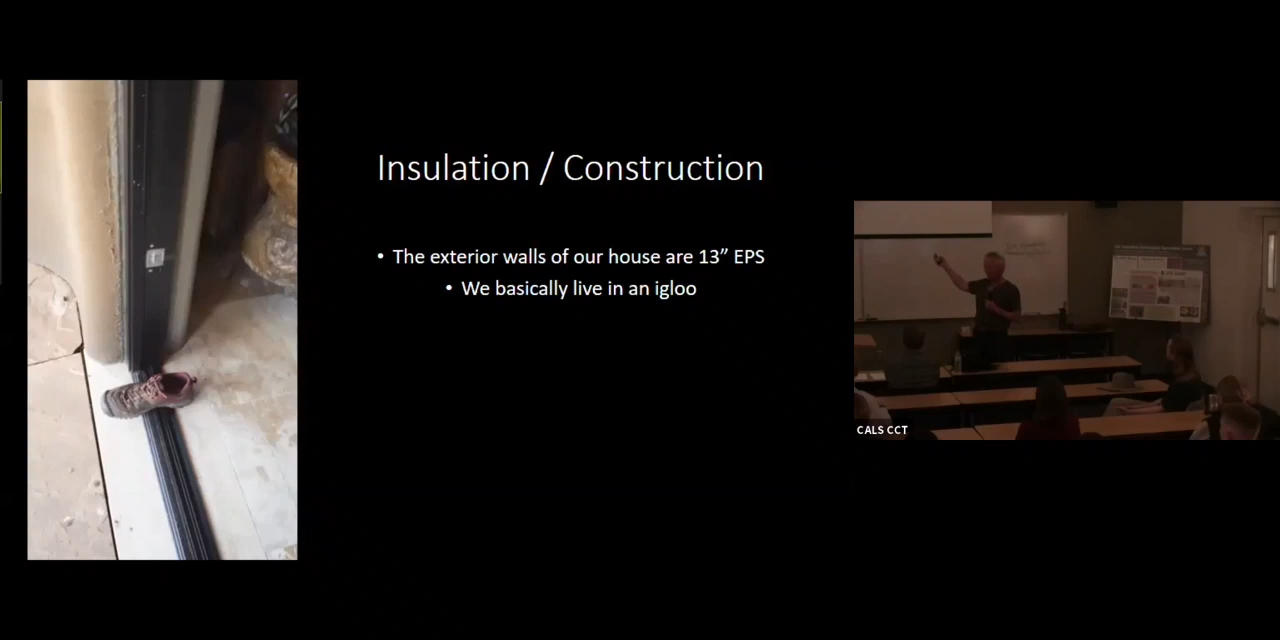 Insulation / Construction
• The exterior walls of our house are 13” EPS
• We basically live in an igloo
CALS CCT